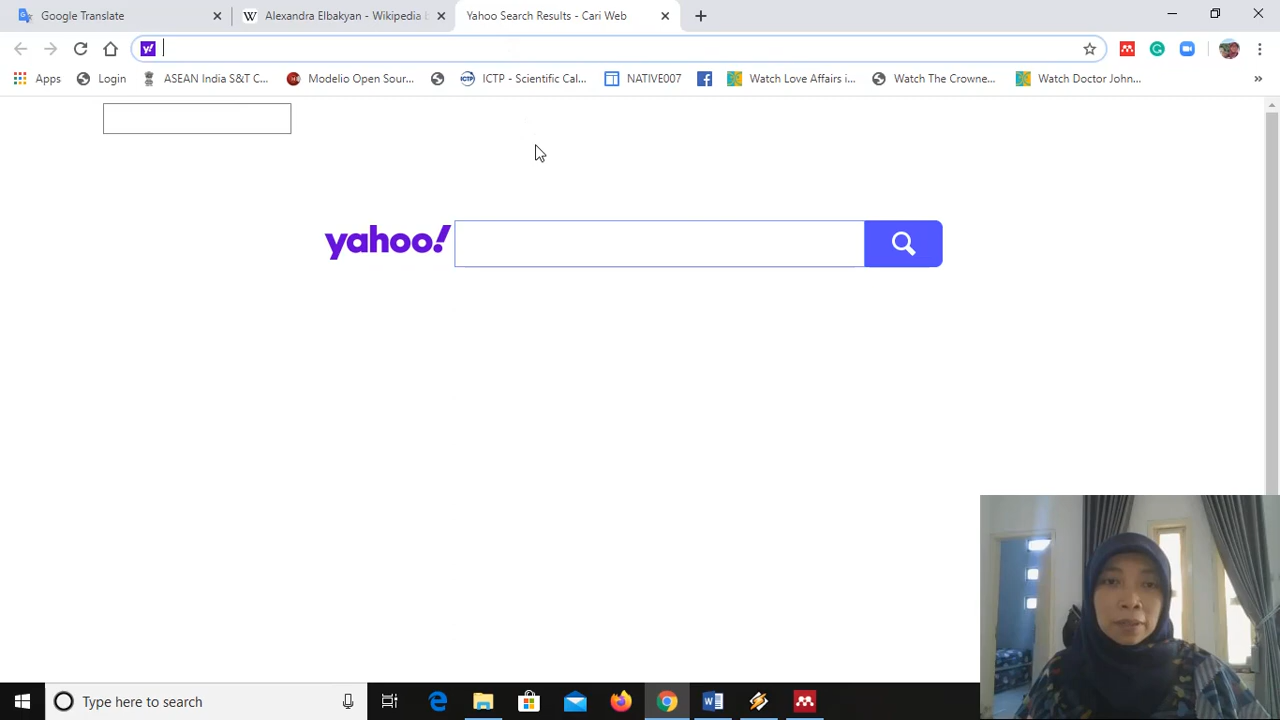 Google Translate
Alexandra Elbakyan - Wikipedia b
Yahoo Search Results - Cari Web
y!
Apps
Login
ASEAN India S&T C...
Modelio Open Sour...
ICTP - Scientific Cal...
NATIVE007
Watch Love Affairs i...
Watch The Crowne...
Watch Doctor John...
yahoo!
Type here to search